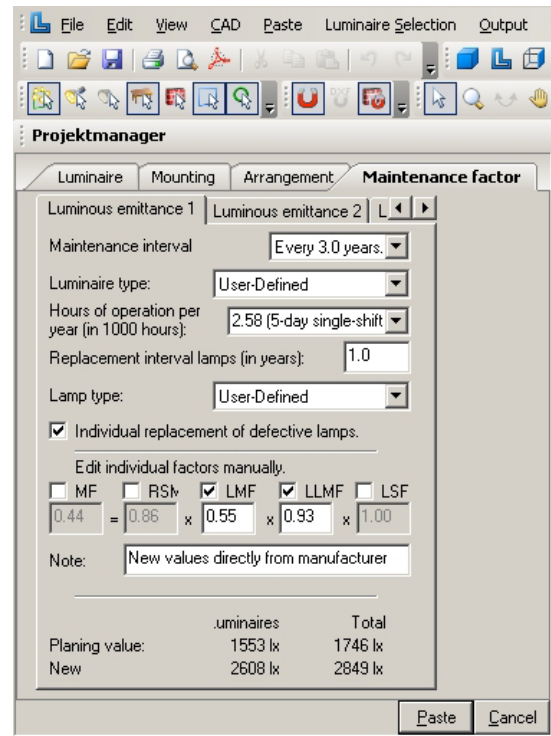 File Edit View CAD Paste Luminaire Selection Output
Projektmanager
Luminaire Mounting Arrangement Maintenance factor
Luminous emittance 1 Luminous emittance 2 L
Maintenance interval Every 3.0 years.
Luminaire type: User-Defined
Hours of operation per
year (in 1000 hours): 2.58 (5-day single-shift
Replacement interval lamps (in years): 1.0
Lamp type: User-Defined
Individual replacement of defective lamps.
Edit individual factors manually.
MF RSM LMF LLMF LSF
0.44 = 0.86 x 0.55 x 0.93 x 1.00
Note: New values directly from manufacturer
.uminaires Total
Planing value: 1553 lx 1746 lx
New 2608 lx 2849 lx
Paste Cancel